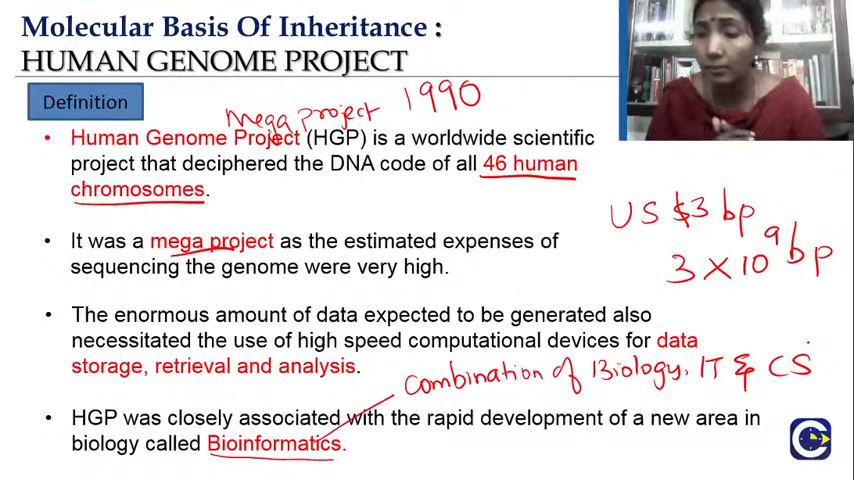 Molecular Basis Of Inheritance :
HUMAN GENOME PROJECT
Definition
Mega project 1990
• Human Genome Project (HGP) is a worldwide scientific
project that deciphered the DNA code of all 46 human
chromosomes.
US $3 bp
3 × 10⁹ bp
• It was a mega project as the estimated expenses of
sequencing the genome were very high.
• The enormous amount of data expected to be generated also
necessitated the use of high speed computational devices for data
storage, retrieval and analysis.
Combination of Biology, IT & CS
• HGP was closely associated with the rapid development of a new area in
biology called Bioinformatics.